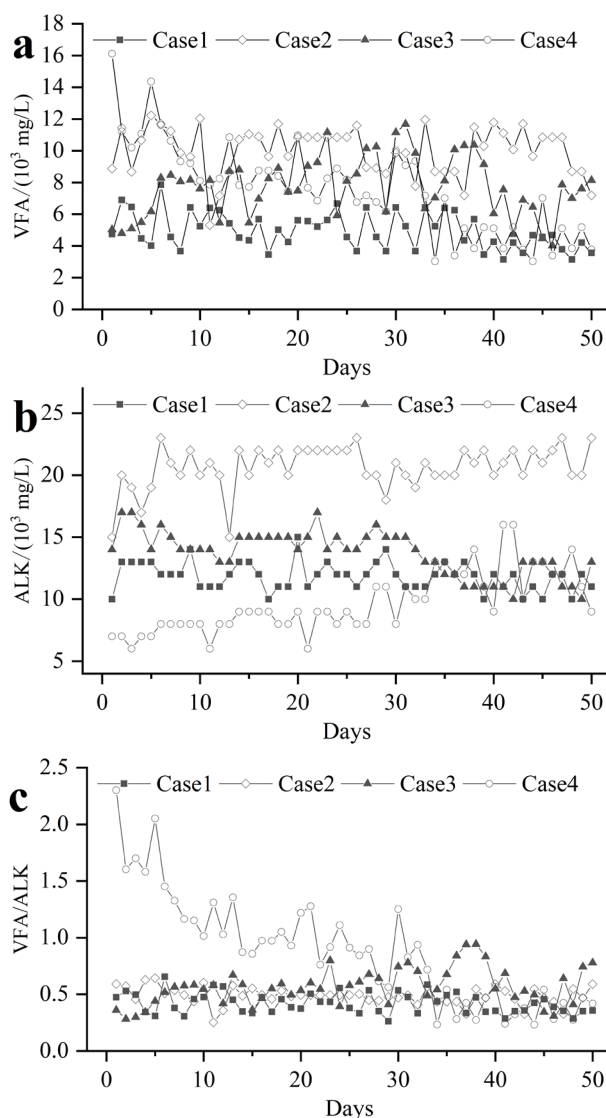 a
Case1 Case2 Case3 Case4
VFA/(10³ mg/L)
18
16
14
12
10
8
6
4
2
0
0 10 20 30 40 50
Days
b
Case1 Case2 Case3 Case4
ALK/(10³ mg/L)
25
20
15
10
5
0 10 20 30 40 50
Days
c
Case1 Case2 Case3 Case4
VFA/ALK
2.5
2.0
1.5
1.0
0.5
0.0
0 10 20 30 40 50
Days